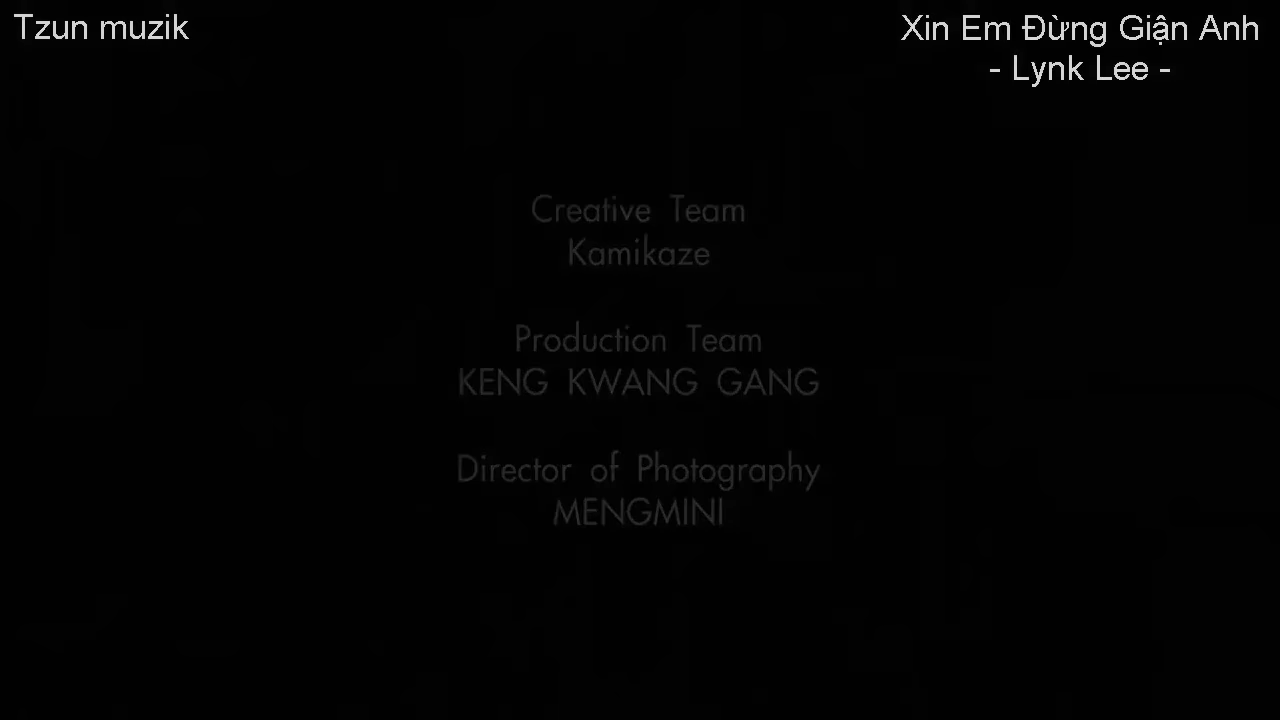 Tzun muzik
Xin Em Đừng Giận Anh
- Lynk Lee -
Creative Team
Kamikaze
Production Team
KENG KWANG GANG
Director of Photography
MENGMINI